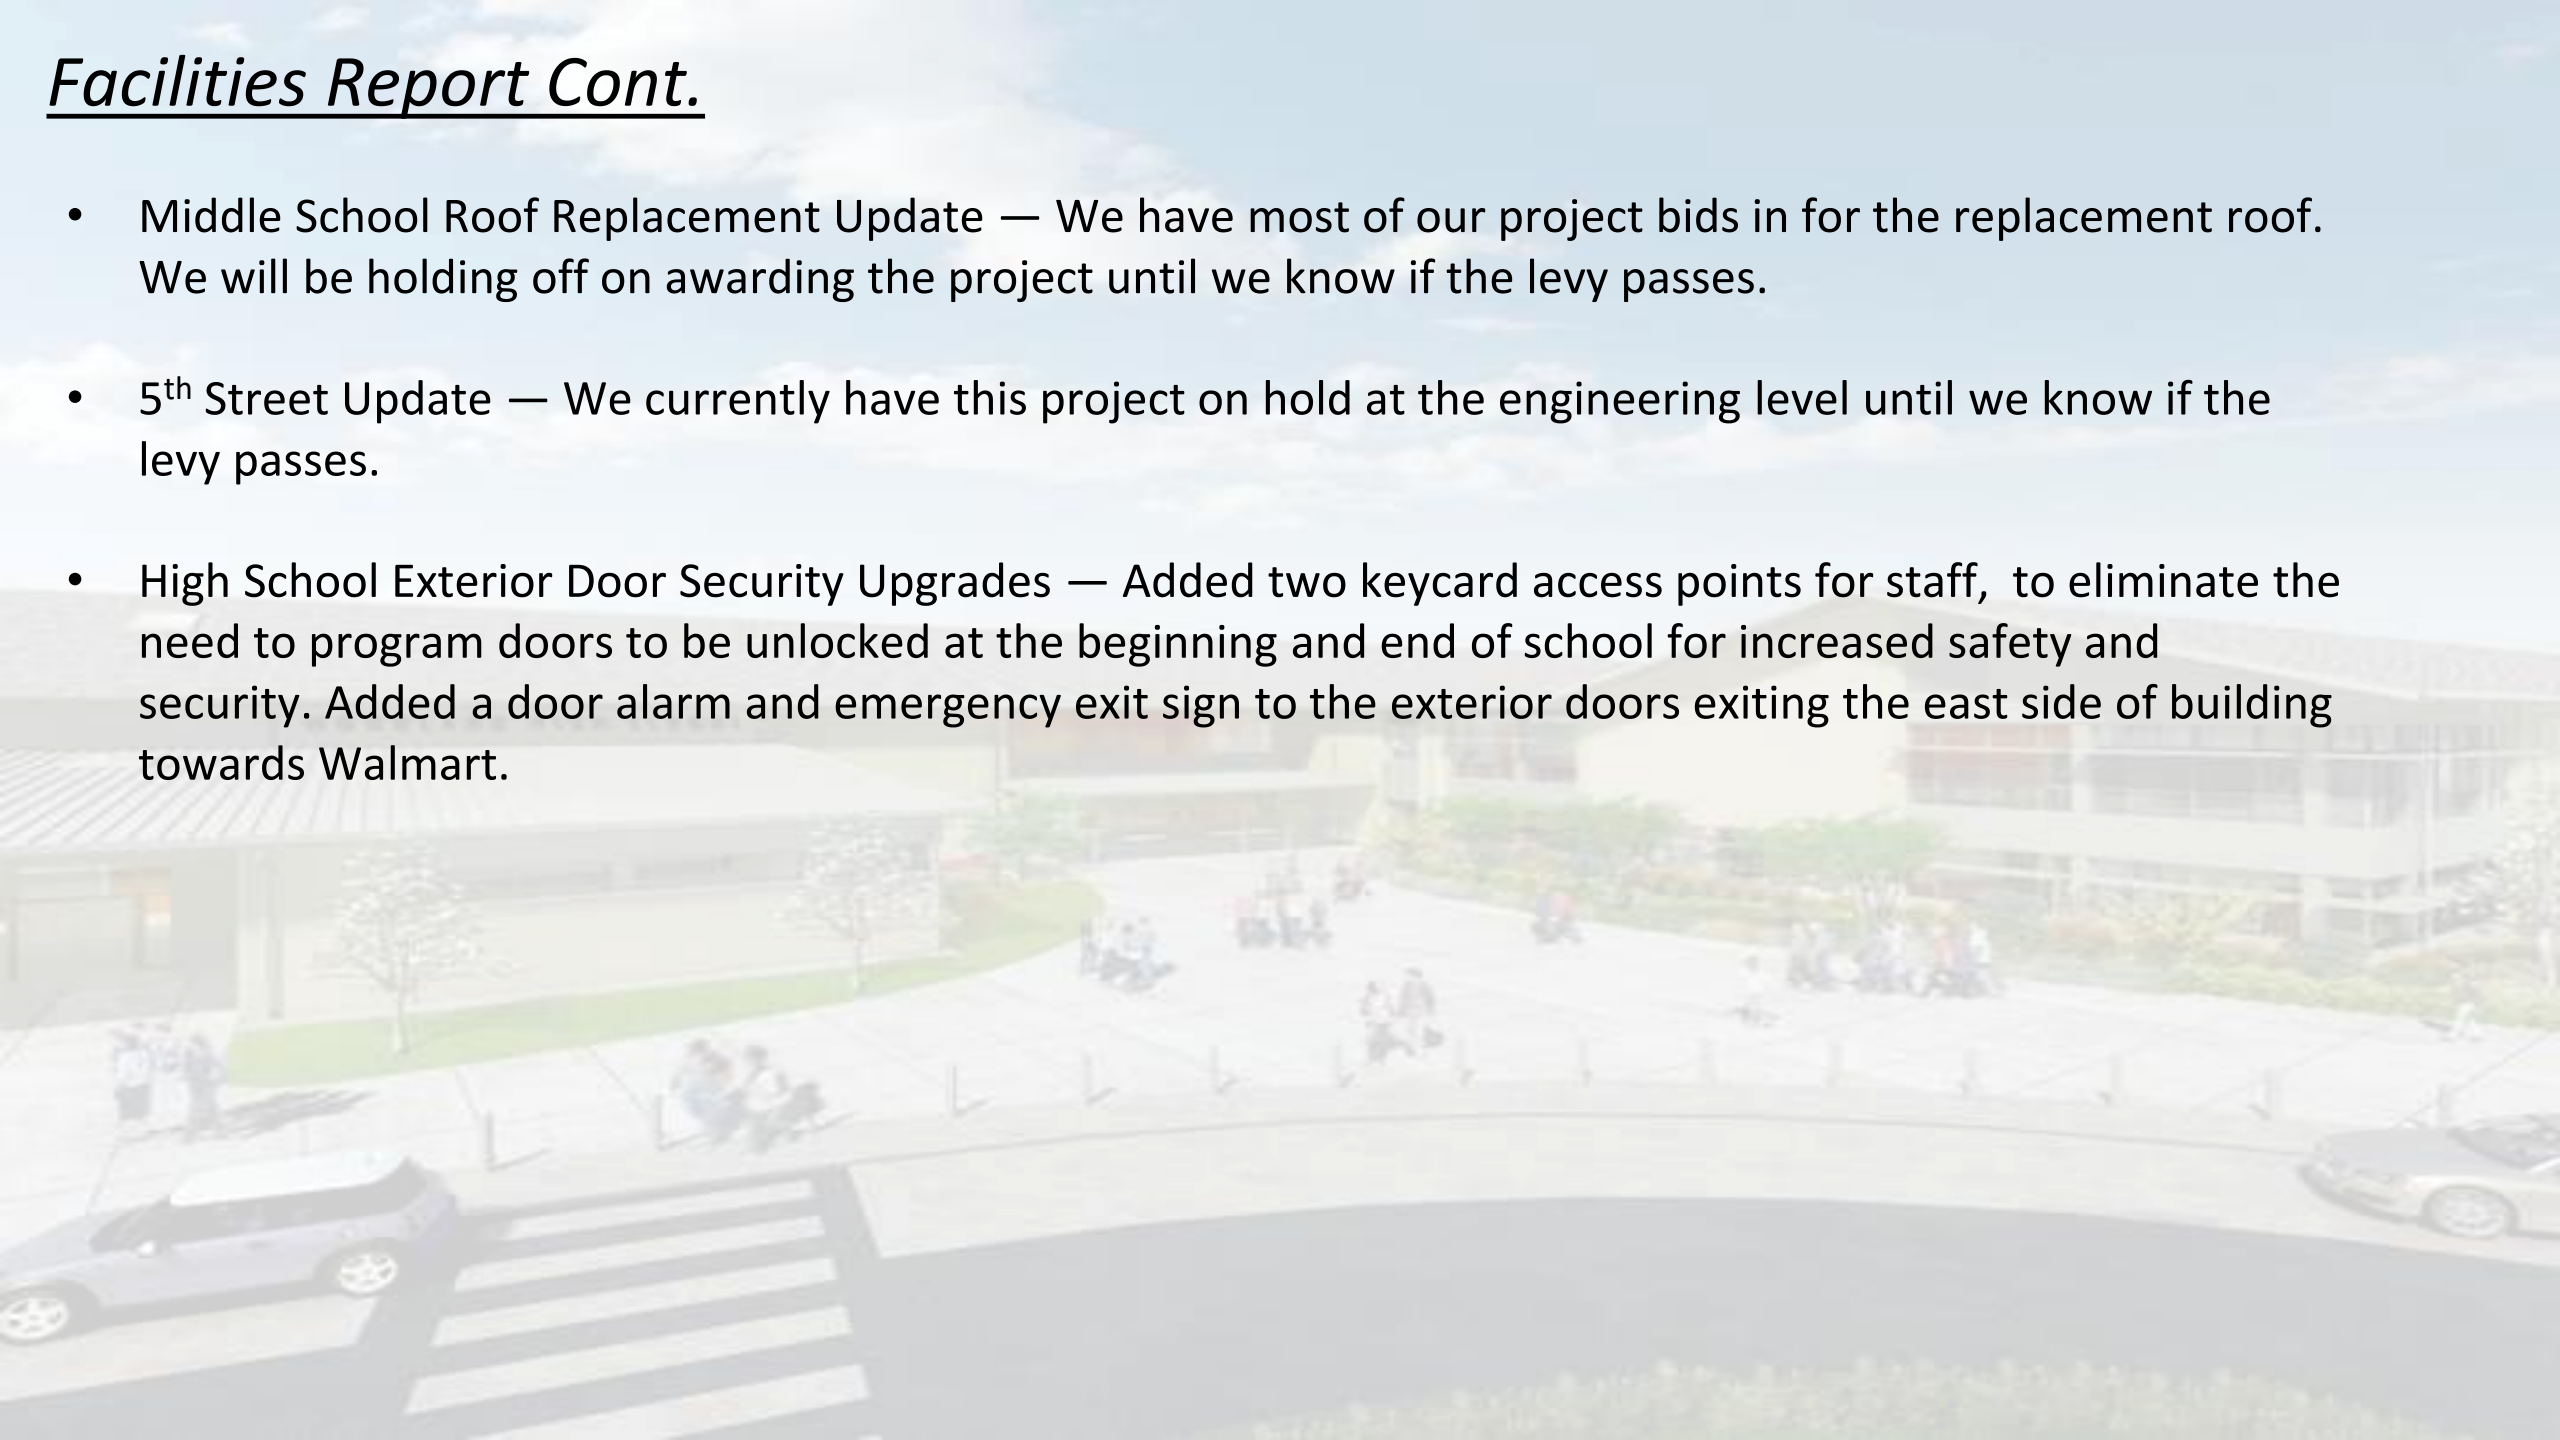 Facilities Report Cont.
• Middle School Roof Replacement Update — We have most of our project bids in for the replacement roof.
We will be holding off on awarding the project until we know if the levy passes.
• 5th Street Update — We currently have this project on hold at the engineering level until we know if the
levy passes.
• High School Exterior Door Security Upgrades — Added two keycard access points for staff,  to eliminate the
need to program doors to be unlocked at the beginning and end of school for increased safety and
security. Added a door alarm and emergency exit sign to the exterior doors exiting the east side of building
towards Walmart.